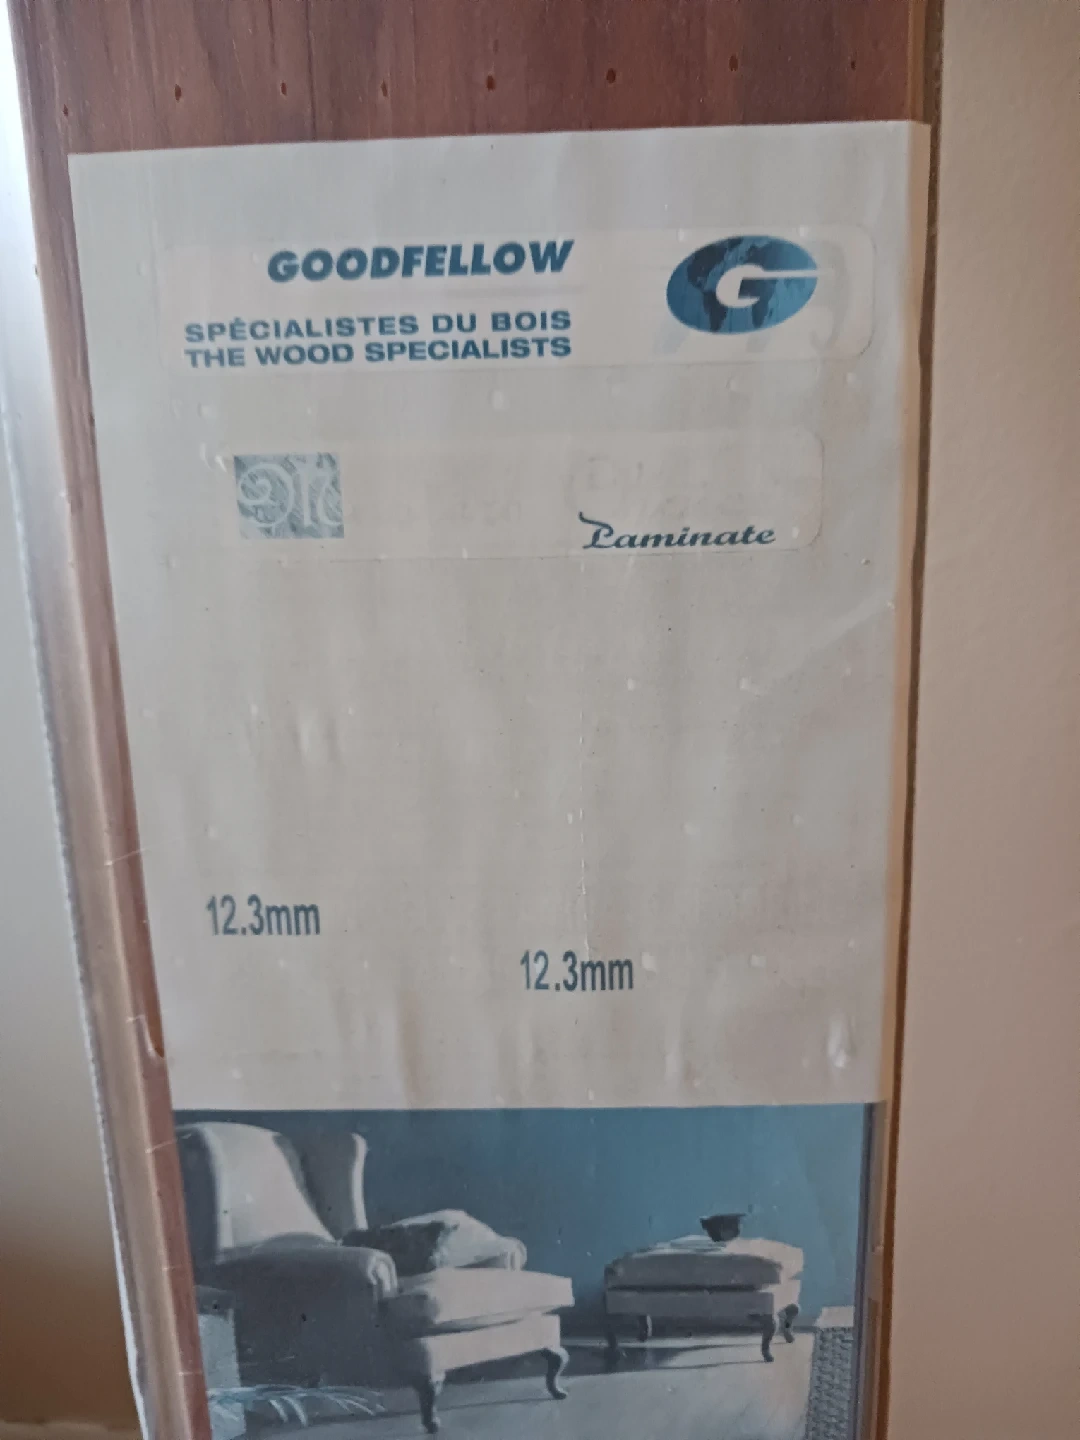 GOODFELLOW
G
SPÉCIALISTES DU BOIS
THE WOOD SPECIALISTS
Laminate
12.3mm
12.3mm